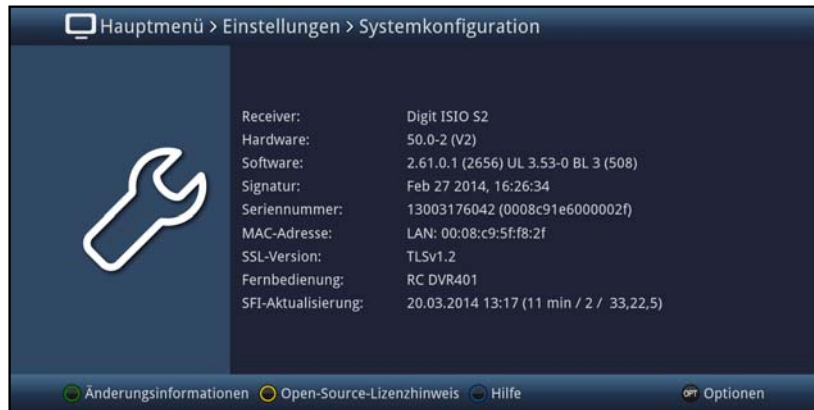 Hauptmenü > Einstellungen > Systemkonfiguration
Receiver: Digit ISIO S2
Hardware: 50.0-2 (V2)
Software: 2.61.0.1 (2656) UL 3.53-0 BL 3 (508)
Signatur: Feb 27 2014, 16:26:34
Seriennummer: 13003176042 (0008c91e6000002f)
MAC-Adresse: LAN: 00:08:c9:5f:f8:2f
SSL-Version: TLSv1.2
Fernbedienung: RC DVR401
SFI-Aktualisierung: 20.03.2014 13:17 (11 min / 2 / 33,22,5)
Änderungsinformationen Open-Source-Lizenzhinweis Hilfe OPT Optionen